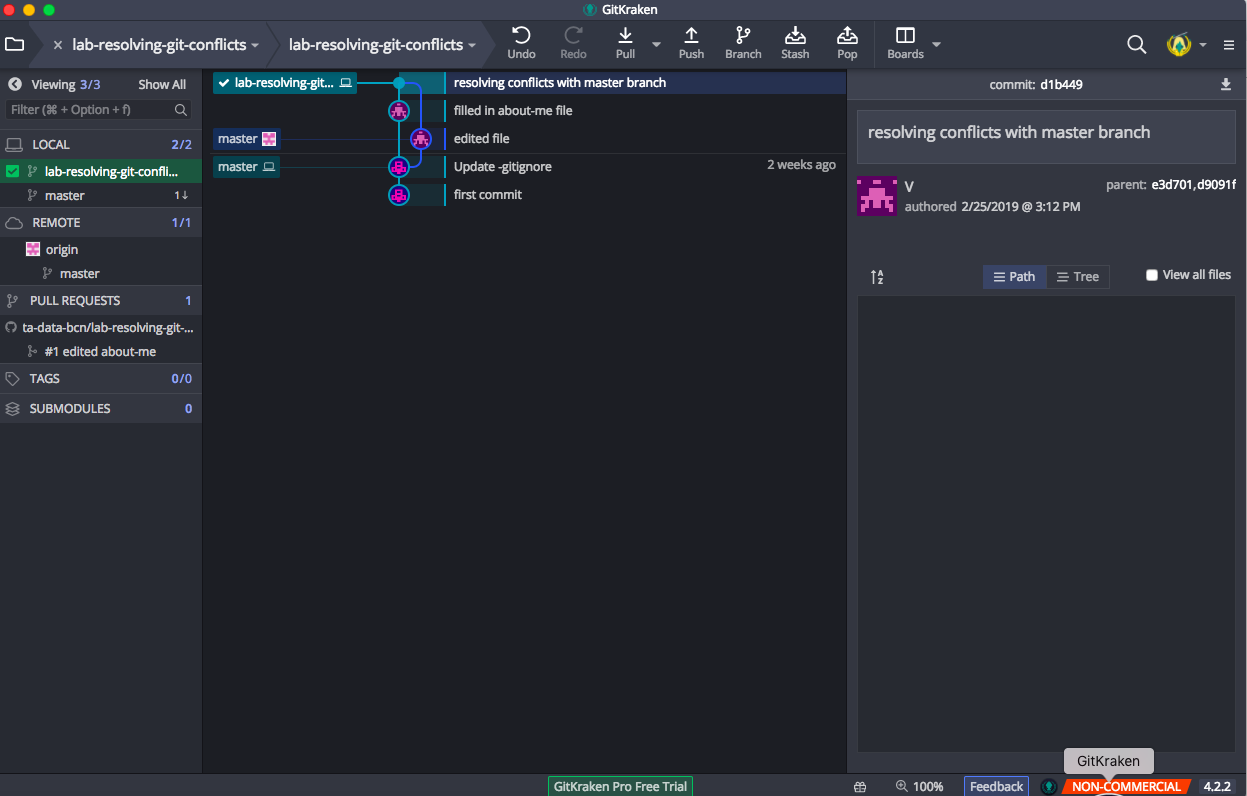 GitKraken
lab-resolving-git-conflicts
lab-resolving-git-conflicts
Undo
Redo
Pull
Push
Branch
Stash
Pop
Boards
Viewing 3/3
Show All
Filter (⌘ + Option + f)
LOCAL 2/2
lab-resolving-git-confli...
master 1↓
REMOTE 1/1
origin
master
PULL REQUESTS 1
ta-data-bcn/lab-resolving-git-...
#1 edited about-me
TAGS 0/0
SUBMODULES 0
lab-resolving-git... resolving conflicts with master branch
filled in about-me file
master edited file
master Update -gitignore 2 weeks ago
first commit
commit: d1b449
resolving conflicts with master branch
V
parent: e3d701,d9091f
authored 2/25/2019 @ 3:12 PM
A
Z
Path
Tree
View all files
GitKraken
GitKraken Pro Free Trial
100%
Feedback
NON-COMMERCIAL
4.2.2